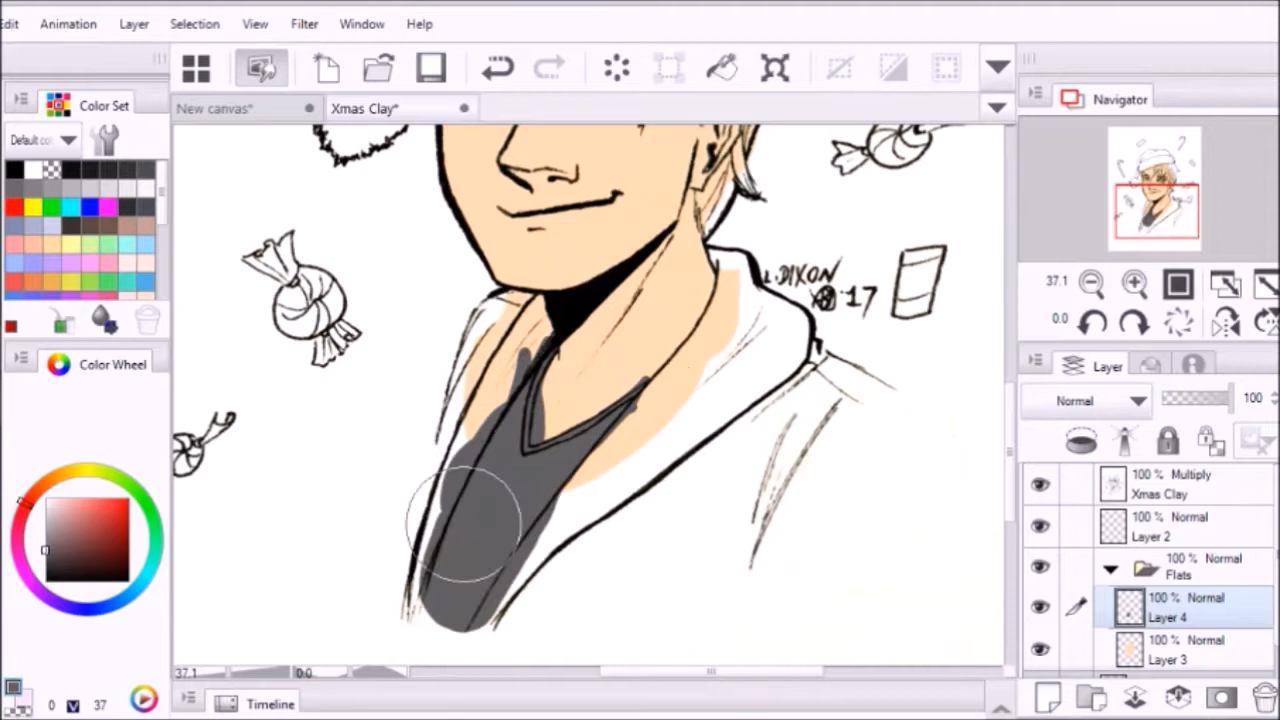 Edit Animation Layer Selection View Filter Window Help
Color Set
New canvas* Xmas Clay*
Navigator
Default co
L.DIXON
'17
37.1
0.0
Color Wheel
Layer
Normal 100
100 % Multiply
Xmas Clay
100 % Normal
Layer 2
100 % Normal
Flats
100 % Normal
Layer 4
100 % Normal
Layer 3
37.1 0.0
0 V 37
Timeline